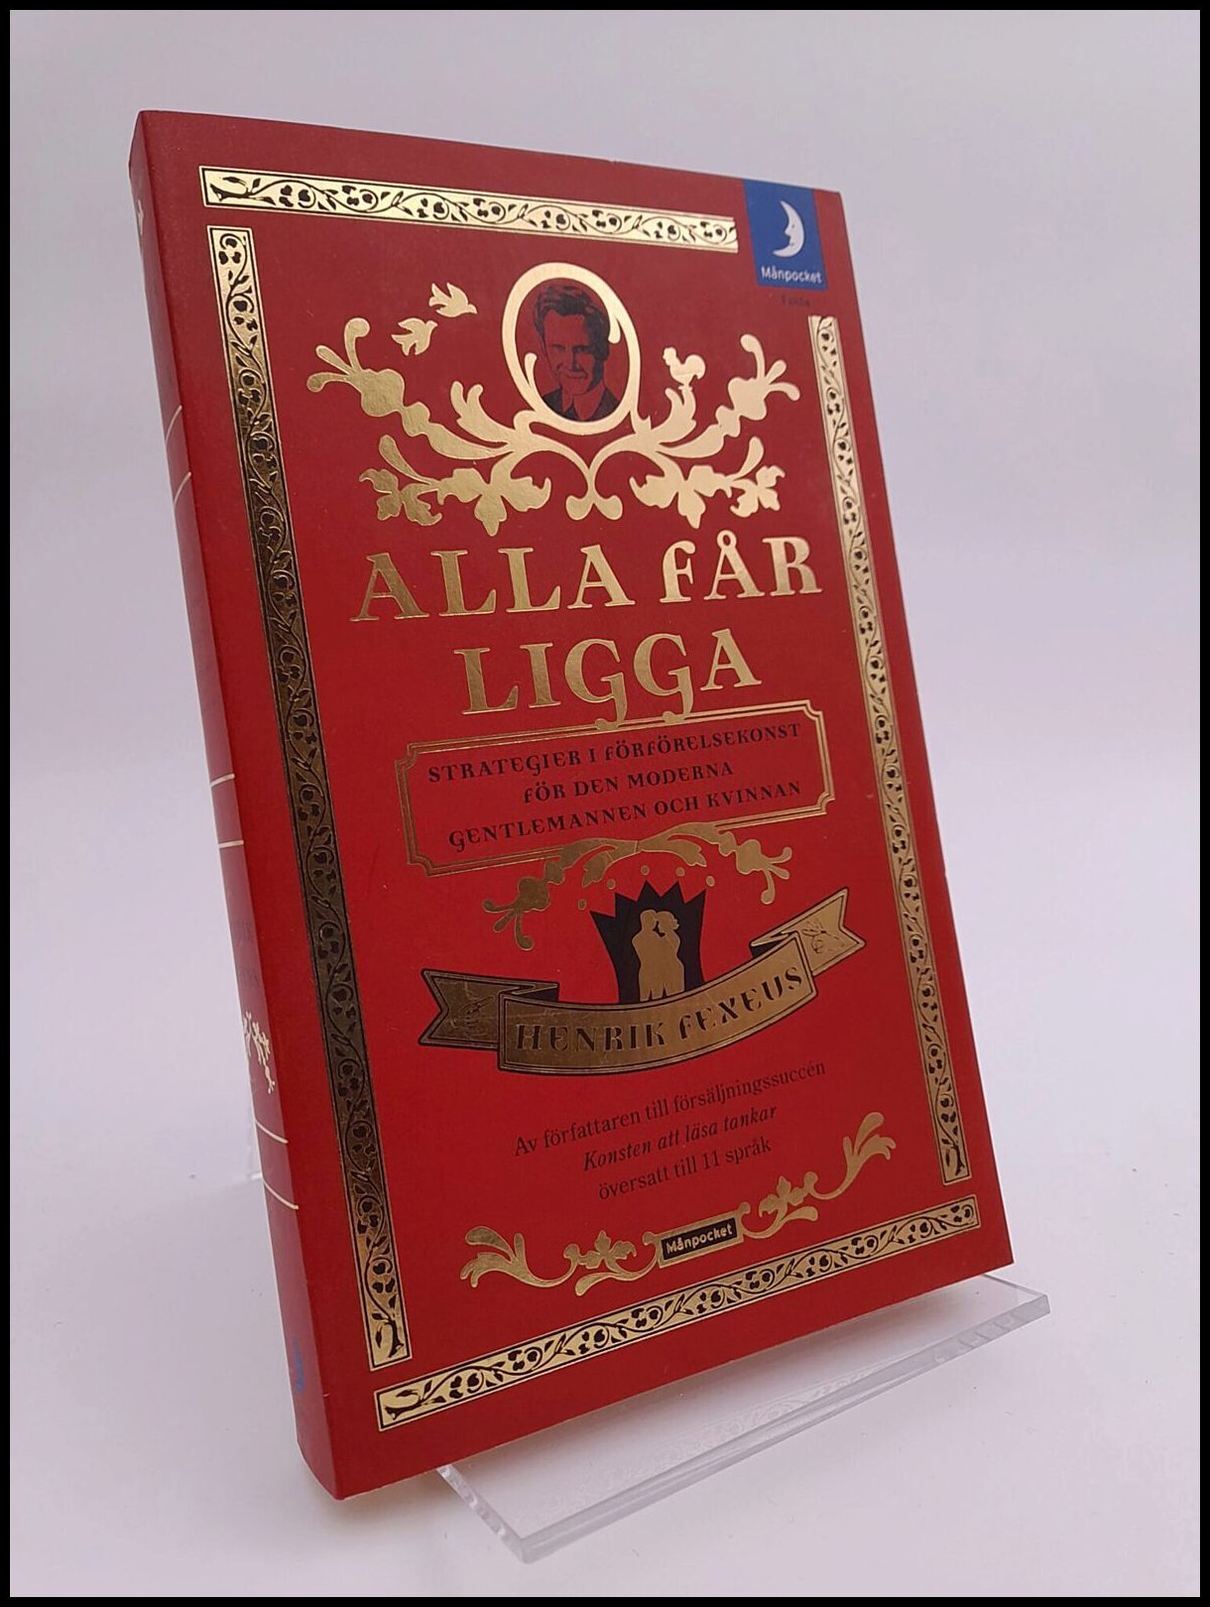 Månpocket
Fakta
ALLA FÅR
LIGGA
STRATEGIER I FÖRFÖRELSEKONST
FÖR DEN MODERNA
GENTLEMANNEN OCH KVINNAN
HENRIK FEXEUS
Av författaren till försäljningssuccén
Konsten att läsa tankar
översatt till 11 språk
Månpocket